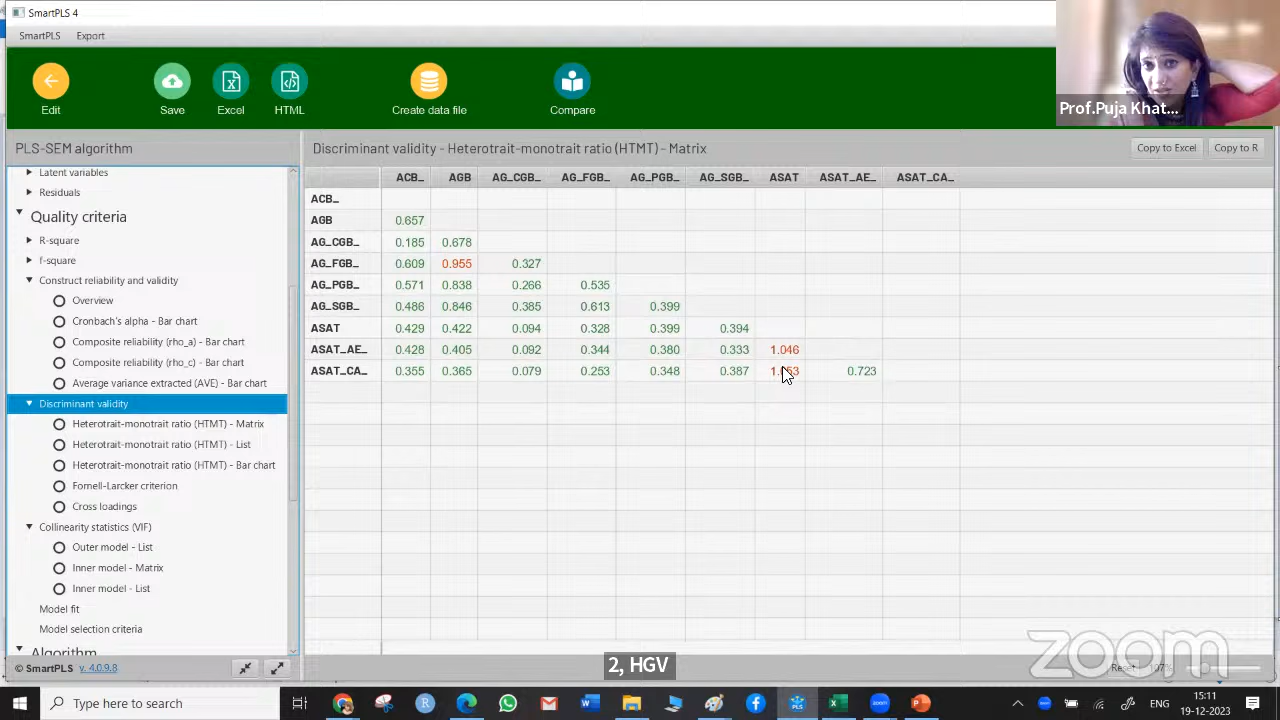 SmartPLS 4
SmartPLS Export
Edit Save Excel HTML Create data file Compare
Prof.Puja Khat...
PLS-SEM algorithm
Discriminant validity - Heterotrait-monotrait ratio (HTMT) - Matrix
Copy to Excel Copy to R
Latent variables
Residuals
Quality criteria
R-square
f-square
Construct reliability and validity
Overview
Cronbach's alpha - Bar chart
Composite reliability (rho_a) - Bar chart
Composite reliability (rho_c) - Bar chart
Average variance extracted (AVE) - Bar chart
Discriminant validity
Heterotrait-monotrait ratio (HTMT) - Matrix
Heterotrait-monotrait ratio (HTMT) - List
Heterotrait-monotrait ratio (HTMT) - Bar chart
Fornell-Larcker criterion
Cross loadings
Collinearity statistics (VIF)
Outer model - List
Inner model - Matrix
Inner model - List
Model fit
Model selection criteria
Algorithm
© SmartPLS v. 4.0.9.8
ACB_ AGB AG_CGB_ AG_FGB_ AG_PGB_ AG_SGB_ ASAT ASAT_AE_ ASAT_CA_
ACB_
AGB 0.657
AG_CGB_ 0.185 0.678
AG_FGB_ 0.609 0.955 0.327
AG_PGB_ 0.571 0.838 0.266 0.535
AG_SGB_ 0.486 0.846 0.385 0.613 0.399
ASAT 0.429 0.422 0.094 0.328 0.399 0.394
ASAT_AE_ 0.428 0.405 0.092 0.344 0.380 0.333 1.046
ASAT_CA_ 0.355 0.365 0.079 0.253 0.348 0.387 0.723
2, HGV
zoom
Reset 107%
Type here to search
ENG
15:11
19-12-2023